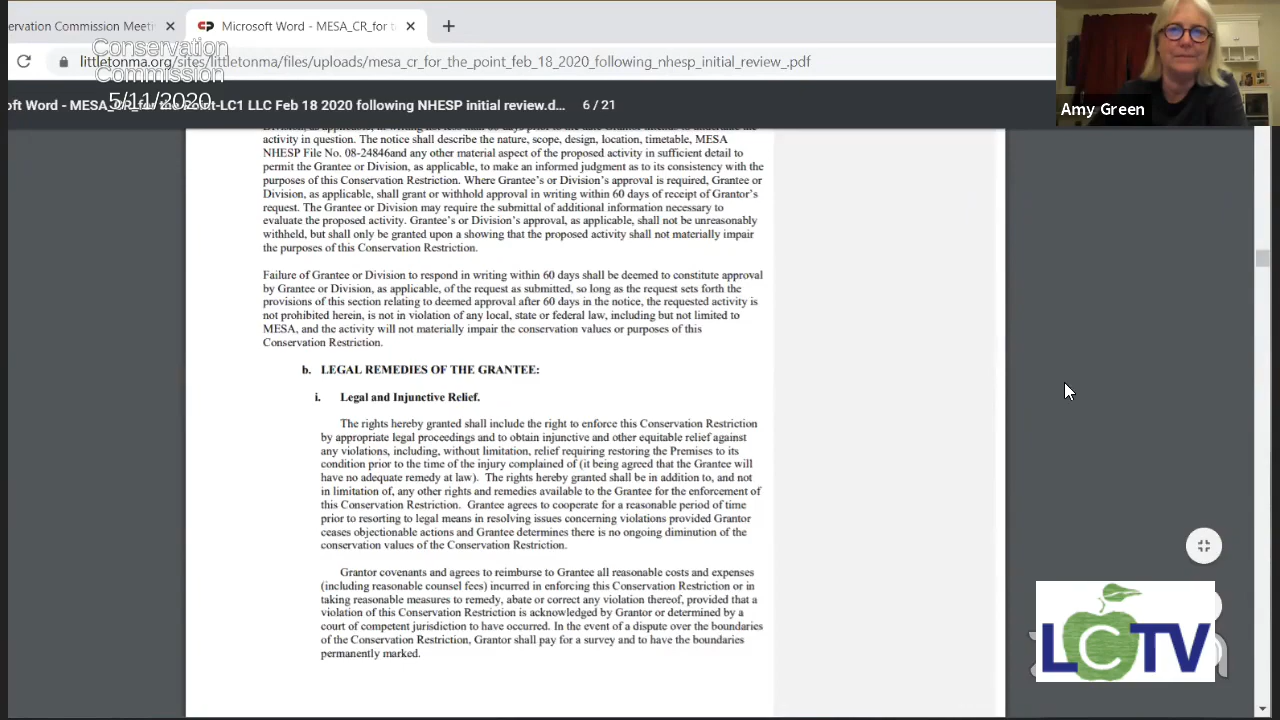 ervation Commission Meeti
Microsoft Word - MESA_CR_for t
Conservation
Commission
5/11/2020
littletonma.org/sites/littletonma/files/uploads/mesa_cr_for_the_point_feb_18_2020_following_nhesp_initial_review_.pdf
oft Word - MESA_CR_for the Point-LC1 LLC Feb 18 2020 following NHESP initial review.d...
6 / 21
Amy Green
activity in question. The notice shall describe the nature, scope, design, location, timetable, MESA
NHESP File No. 08-24846and any other material aspect of the proposed activity in sufficient detail to
permit the Grantee or Division, as applicable, to make an informed judgment as to its consistency with the
purposes of this Conservation Restriction. Where Grantee's or Division's approval is required, Grantee or
Division, as applicable, shall grant or withhold approval in writing within 60 days of receipt of Grantor's
request. The Grantee or Division may require the submittal of additional information necessary to
evaluate the proposed activity. Grantee's or Division's approval, as applicable, shall not be unreasonably
withheld, but shall only be granted upon a showing that the proposed activity shall not materially impair
the purposes of this Conservation Restriction.
Failure of Grantee or Division to respond in writing within 60 days shall be deemed to constitute approval
by Grantee or Division, as applicable, of the request as submitted, so long as the request sets forth the
provisions of this section relating to deemed approval after 60 days in the notice, the requested activity is
not prohibited herein, is not in violation of any local, state or federal law, including but not limited to
MESA, and the activity will not materially impair the conservation values or purposes of this
Conservation Restriction.
b. LEGAL REMEDIES OF THE GRANTEE:
i. Legal and Injunctive Relief.
The rights hereby granted shall include the right to enforce this Conservation Restriction
by appropriate legal proceedings and to obtain injunctive and other equitable relief against
any violations, including, without limitation, relief requiring restoring the Premises to its
condition prior to the time of the injury complained of (it being agreed that the Grantee will
have no adequate remedy at law). The rights hereby granted shall be in addition to, and not
in limitation of, any other rights and remedies available to the Grantee for the enforcement of
this Conservation Restriction. Grantee agrees to cooperate for a reasonable period of time
prior to resorting to legal means in resolving issues concerning violations provided Grantor
ceases objectionable actions and Grantee determines there is no ongoing diminution of the
conservation values of the Conservation Restriction.
Grantor covenants and agrees to reimburse to Grantee all reasonable costs and expenses
(including reasonable counsel fees) incurred in enforcing this Conservation Restriction or in
taking reasonable measures to remedy, abate or correct any violation thereof, provided that a
violation of this Conservation Restriction is acknowledged by Grantor or determined by a
court of competent jurisdiction to have occurred. In the event of a dispute over the boundaries
of the Conservation Restriction, Grantor shall pay for a survey and to have the boundaries
permanently marked.
LCTV